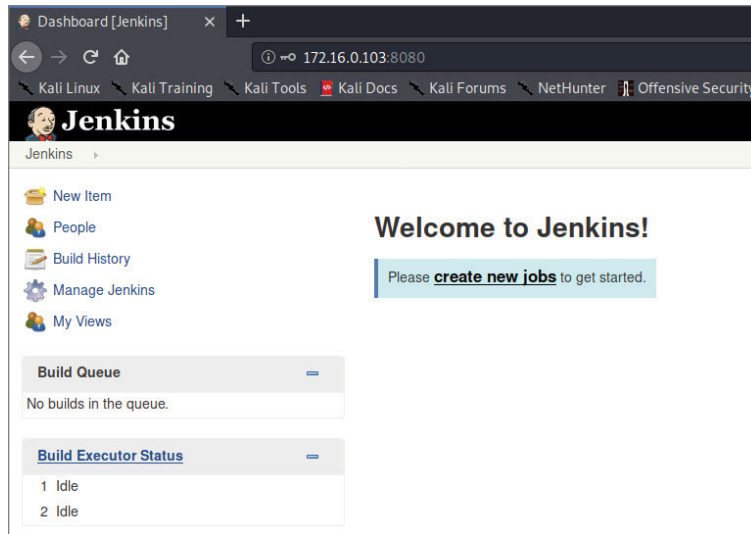 Dashboard [Jenkins]
172.16.0.103:8080
Kali Linux Kali Training Kali Tools Kali Docs Kali Forums NetHunter Offensive Security
Jenkins
Jenkins
New Item
People
Build History
Manage Jenkins
My Views
Welcome to Jenkins!
Please create new jobs to get started.
Build Queue
No builds in the queue.
Build Executor Status
1 Idle
2 Idle